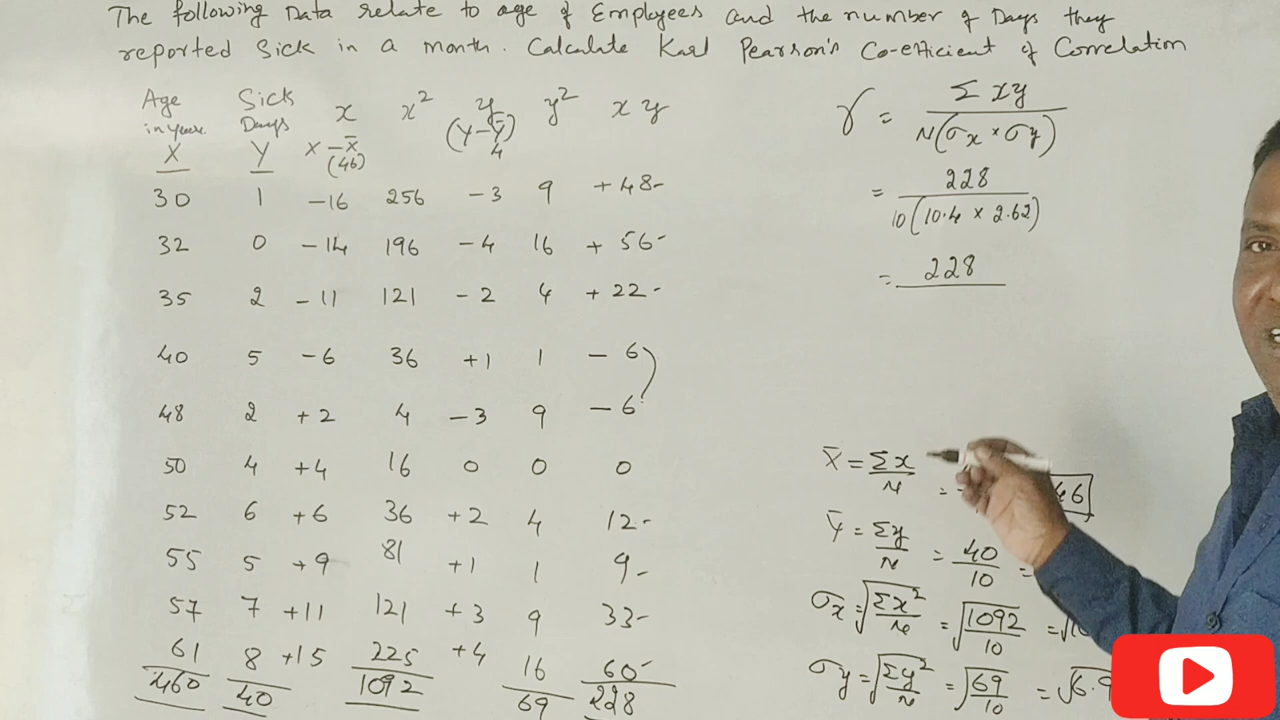 The following Data relate to age of Employees and the number of Days they
reported Sick in a month. Calculate Karl Pearson's Co-efficient of Correlation
Age in years. X | Sick Days Y | x X - X̄ (46) | x² | y (Y - Ȳ) 4 | y² | xy
30 1 -16 256 -3 9 +48-
32 0 -14 196 -4 16 +56-
35 2 -11 121 -2 4 +22-
40 5 -6 36 +1 1 -6
48 2 +2 4 -3 9 -6
50 4 +4 16 0 0 0
52 6 +6 36 +2 4 12-
55 5 +9 81 +1 1 9-
57 7 +11 121 +3 9 33-
61 8 +15 225 +4 16 60-
460 40 1092 69 228
γ = Σxy / N(σx × σy)
= 228 / 10(10.4 × 2.62)
= 228
X̄ = Σx / N = 46
Ȳ = Σy / N = 40 / 10 =
σx = √(Σx² / N) = √(1092 / 10) = √10
σy = √(Σy² / N) = √(69 / 10) = √6.9